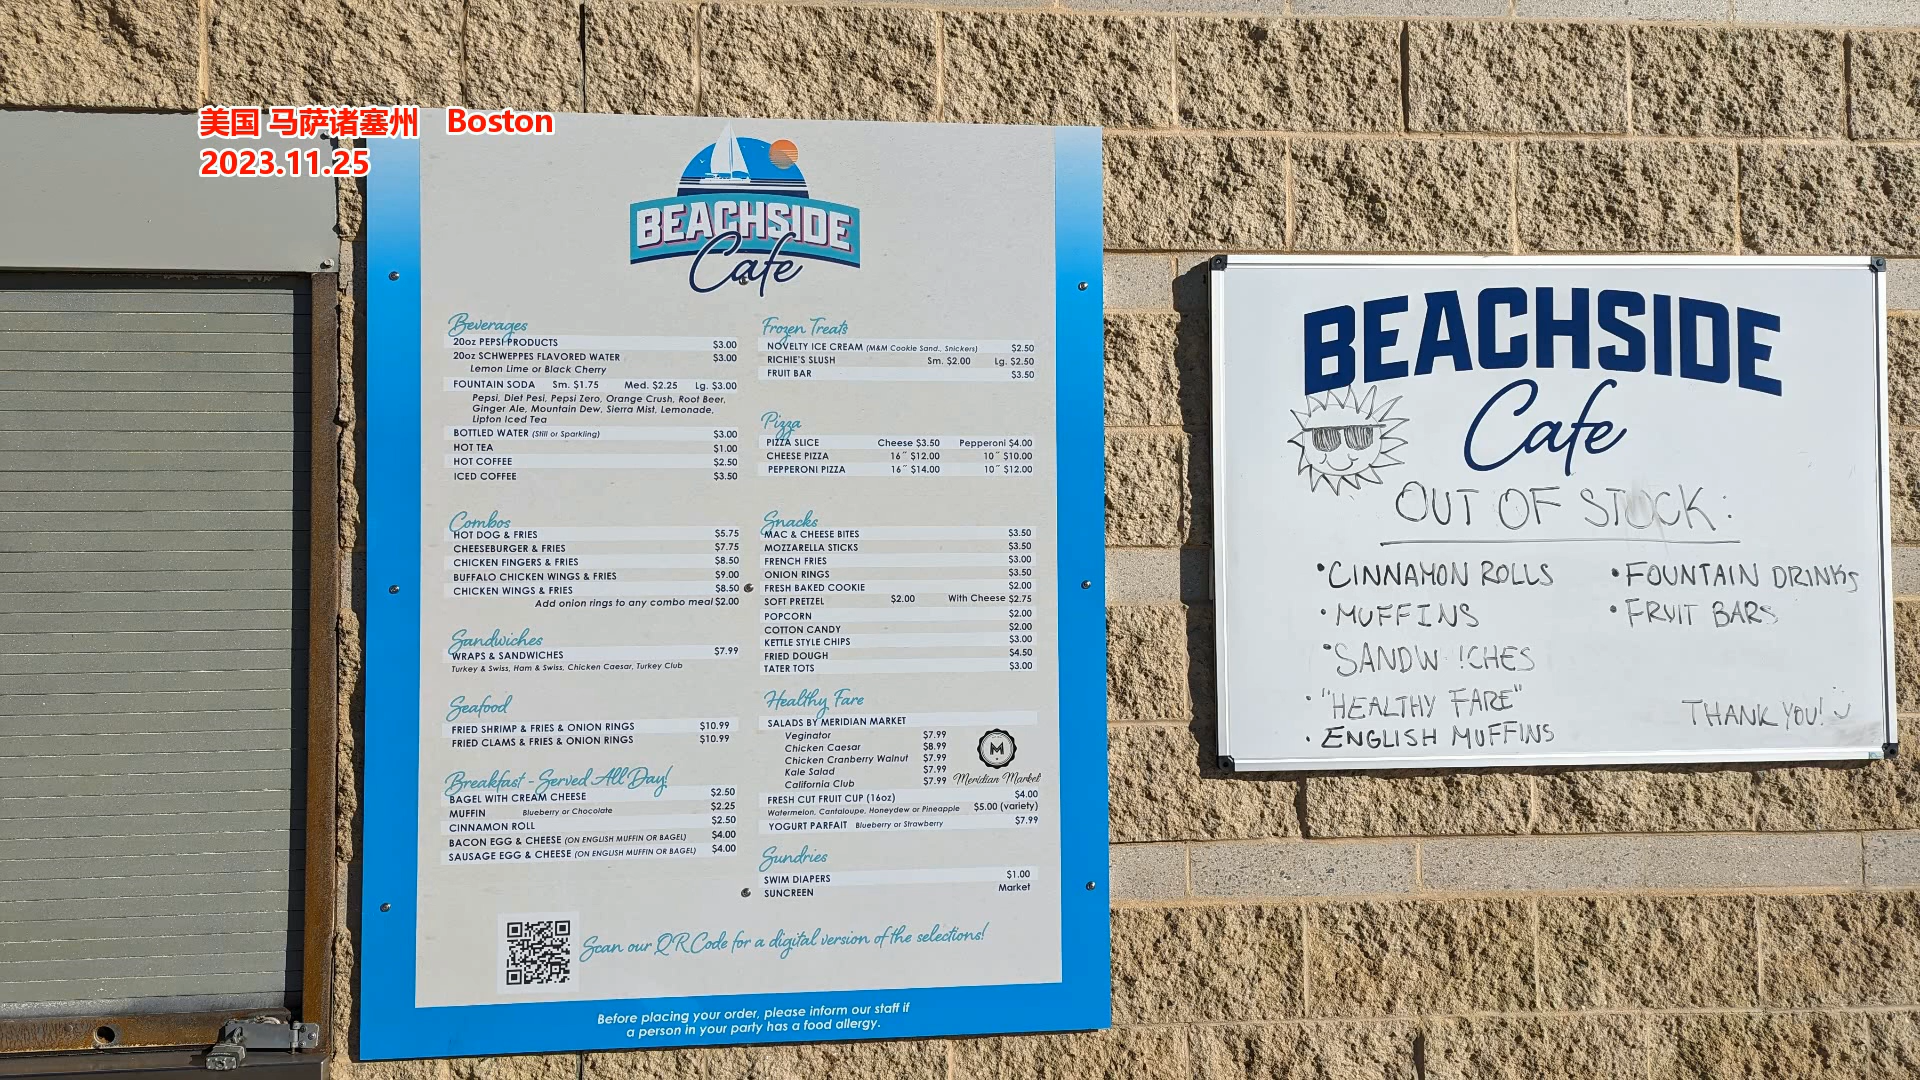 美国 马萨诸塞州 Boston
2023.11.25
BEACHSIDE
Cafe
Beverages
20oz PEPSI PRODUCTS $3.00
20oz SCHWEPPES FLAVORED WATER $3.00
Lemon Lime or Black Cherry
FOUNTAIN SODA Sm. $1.75 Med. $2.25 Lg. $3.00
Pepsi, Diet Pesi, Pepsi Zero, Orange Crush, Root Beer,
Ginger Ale, Mountain Dew, Sierra Mist, Lemonade,
Lipton Iced Tea
BOTTLED WATER (Still or Sparkling) $3.00
HOT TEA $1.00
HOT COFFEE $2.50
ICED COFFEE $3.50
Combos
HOT DOG & FRIES $5.75
CHEESEBURGER & FRIES $7.75
CHICKEN FINGERS & FRIES $8.50
BUFFALO CHICKEN WINGS & FRIES $9.00
CHICKEN WINGS & FRIES $8.50
Add onion rings to any combo meal $2.00
Sandwiches
WRAPS & SANDWICHES $7.99
Turkey & Swiss, Ham & Swiss, Chicken Caesar, Turkey Club
Seafood
FRIED SHRIMP & FRIES & ONION RINGS $10.99
FRIED CLAMS & FRIES & ONION RINGS $10.99
Breakfast - Served All Day!
BAGEL WITH CREAM CHEESE $2.50
MUFFIN Blueberry or Chocolate $2.25
CINNAMON ROLL $2.50
BACON EGG & CHEESE (ON ENGLISH MUFFIN OR BAGEL) $4.00
SAUSAGE EGG & CHEESE (ON ENGLISH MUFFIN OR BAGEL) $4.00
Frozen Treats
NOVELTY ICE CREAM (M&M Cookie Sand., Snickers) $2.50
RICHIE'S SLUSH Sm. $2.00 Lg. $2.50
FRUIT BAR $3.50
Pizza
PIZZA SLICE Cheese $3.50 Pepperoni $4.00
CHEESE PIZZA 16" $12.00 10" $10.00
PEPPERONI PIZZA 16" $14.00 10" $12.00
Snacks
MAC & CHEESE BITES $3.50
MOZZARELLA STICKS $3.50
FRENCH FRIES $3.00
ONION RINGS $3.50
FRESH BAKED COOKIE $2.00
SOFT PRETZEL $2.00 With Cheese $2.75
POPCORN $2.00
COTTON CANDY $2.00
KETTLE STYLE CHIPS $3.00
FRIED DOUGH $4.50
TATER TOTS $3.00
Healthy Fare
SALADS BY MERIDIAN MARKET
Veginator $7.99
Chicken Caesar $8.99
Chicken Cranberry Walnut $7.99
Kale Salad $7.99
California Club $7.99
M
Meridian Market
FRESH CUT FRUIT CUP (16oz) $4.00
Watermelon, Cantaloupe, Honeydew or Pineapple $5.00 (variety)
YOGURT PARFAIT Blueberry or Strawberry $7.99
Sundries
SWIM DIAPERS $1.00
SUNCREEN Market
Scan our QR Code for a digital version of the selections!
Before placing your order, please inform our staff if
a person in your party has a food allergy.
BEACHSIDE
Cafe
OUT OF STOCK:
• CINNAMON ROLLS
• MUFFINS
• SANDWICHES
• "HEALTHY FARE"
• ENGLISH MUFFINS
• FOUNTAIN DRINKS
• FRUIT BARS
THANK YOU!